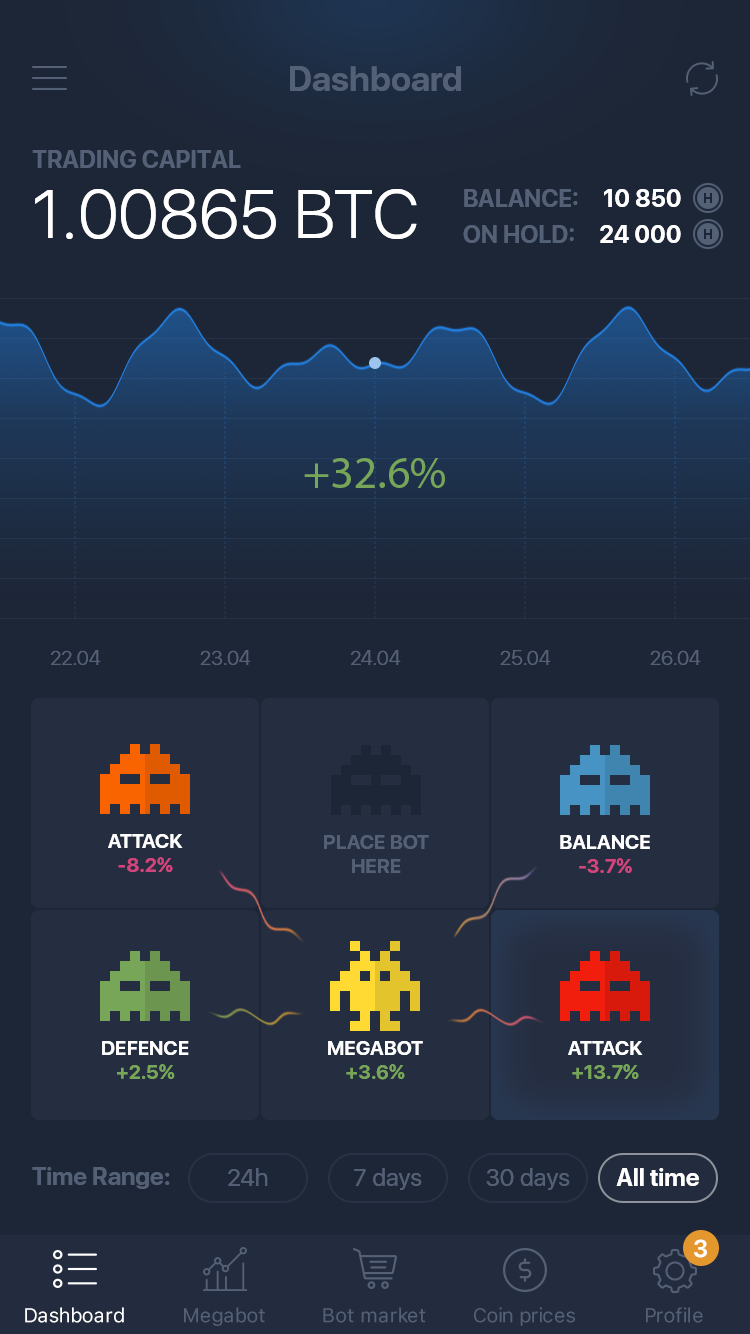 Dashboard
TRADING CAPITAL
1.00865 BTC
BALANCE: 10 850 H
ON HOLD: 24 000 H
+32.6%
22.04 23.04 24.04 25.04 26.04
ATTACK
-8.2%
PLACE BOT
HERE
BALANCE
-3.7%
DEFENCE
+2.5%
MEGABOT
+3.6%
ATTACK
+13.7%
Time Range: 24h 7 days 30 days All time
3
$
Dashboard Megabot Bot market Coin prices Profile